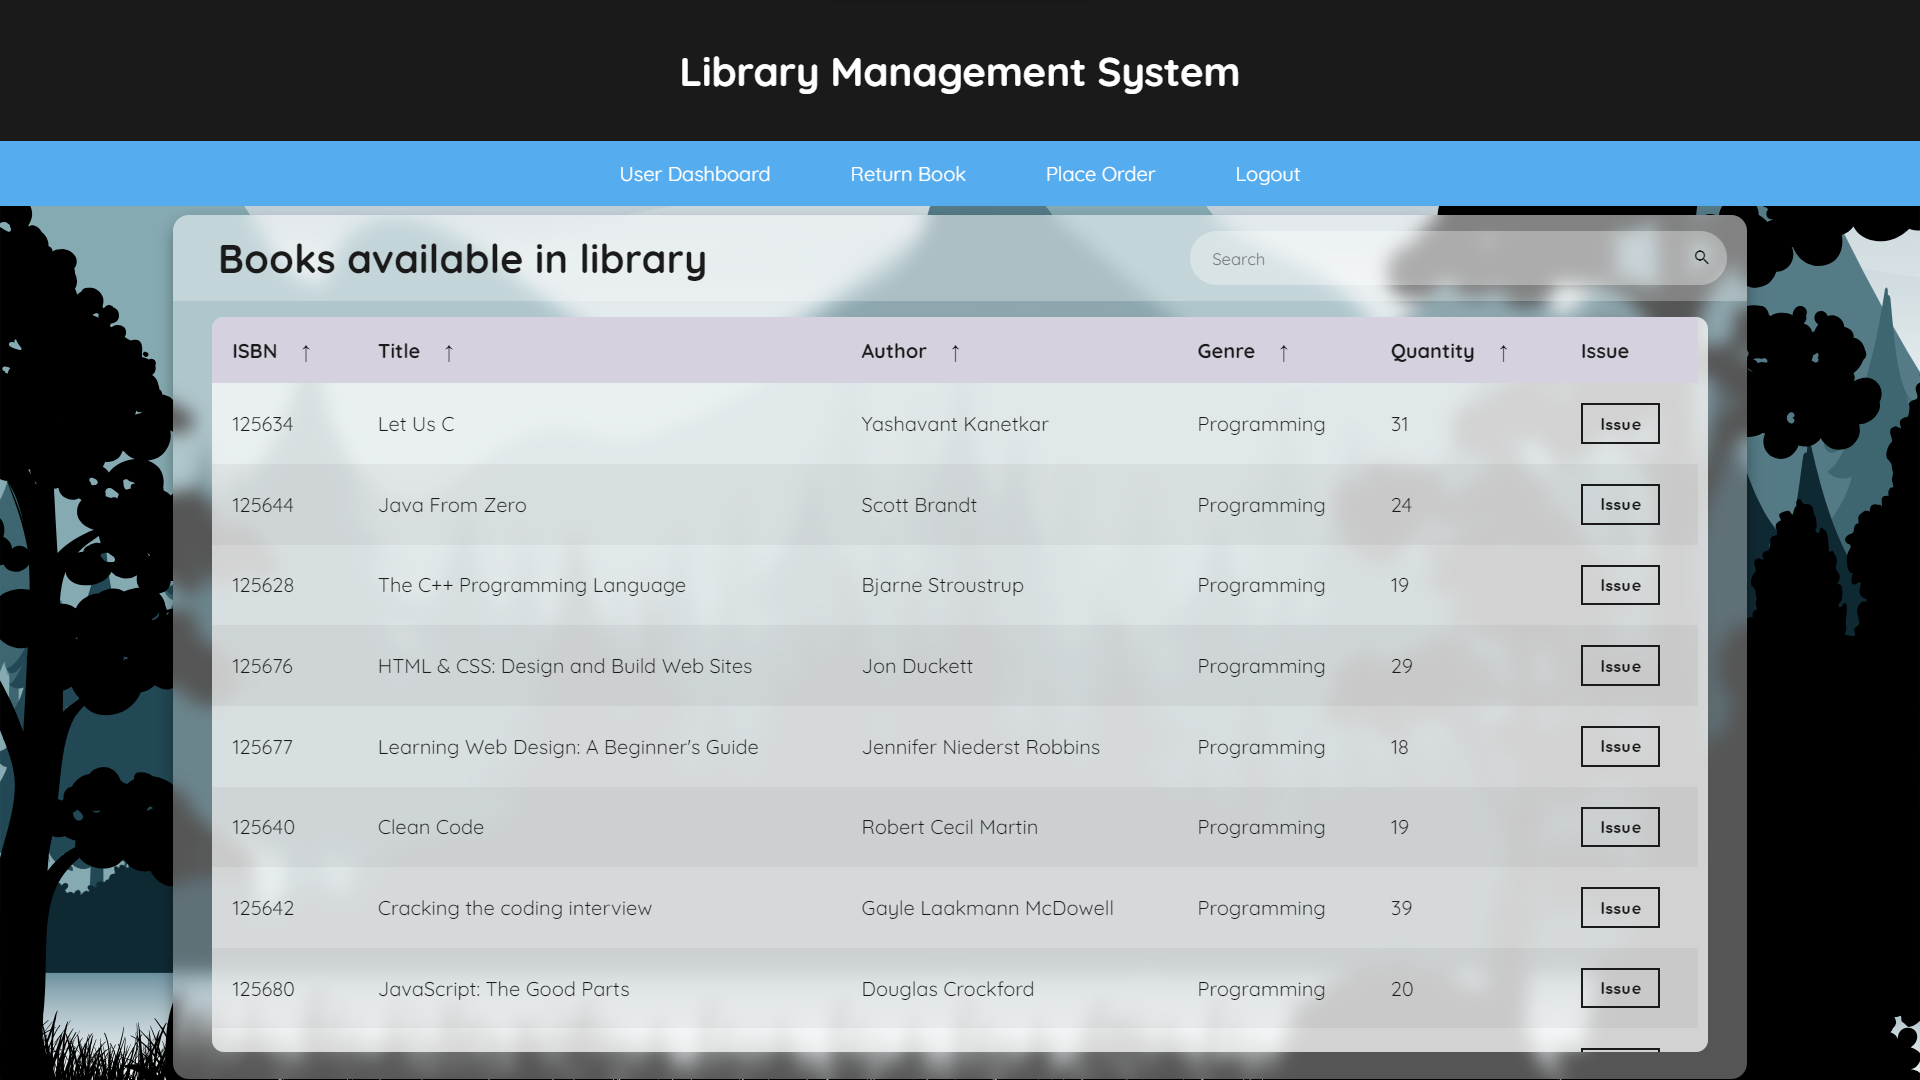 Library Management System
User Dashboard Return Book Place Order Logout
Books available in library
Search
ISBN ↑ Title ↑ Author ↑ Genre ↑ Quantity ↑ Issue
125634 Let Us C Yashavant Kanetkar Programming 31 Issue
125644 Java From Zero Scott Brandt Programming 24 Issue
125628 The C++ Programming Language Bjarne Stroustrup Programming 19 Issue
125676 HTML & CSS: Design and Build Web Sites Jon Duckett Programming 29 Issue
125677 Learning Web Design: A Beginner's Guide Jennifer Niederst Robbins Programming 18 Issue
125640 Clean Code Robert Cecil Martin Programming 19 Issue
125642 Cracking the coding interview Gayle Laakmann McDowell Programming 39 Issue
125680 JavaScript: The Good Parts Douglas Crockford Programming 20 Issue